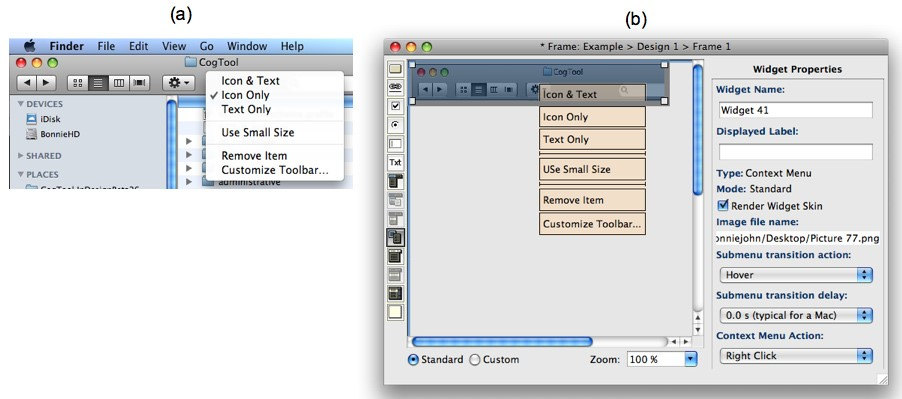 (a)
Finder File Edit View Go Window Help
CogTool
Icon & Text
Icon Only
Text Only
Use Small Size
Remove Item
Customize Toolbar...
DEVICES
iDisk
BonnieHD
SHARED
PLACES
administrative
(b)
* Frame: Example > Design 1 > Frame 1
CogTool
Txt
Icon & Text
Icon Only
Text Only
USe Small Size
Remove Item
Customize Toolbar...
Standard Custom
Zoom: 100 %
Widget Properties
Widget Name:
Widget 41
Displayed Label:
Type: Context Menu
Mode: Standard
Render Widget Skin
Image file name:
onniejohn/Desktop/Picture 77.png
Submenu transition action:
Hover
Submenu transition delay:
0.0 s (typical for a Mac)
Context Menu Action:
Right Click